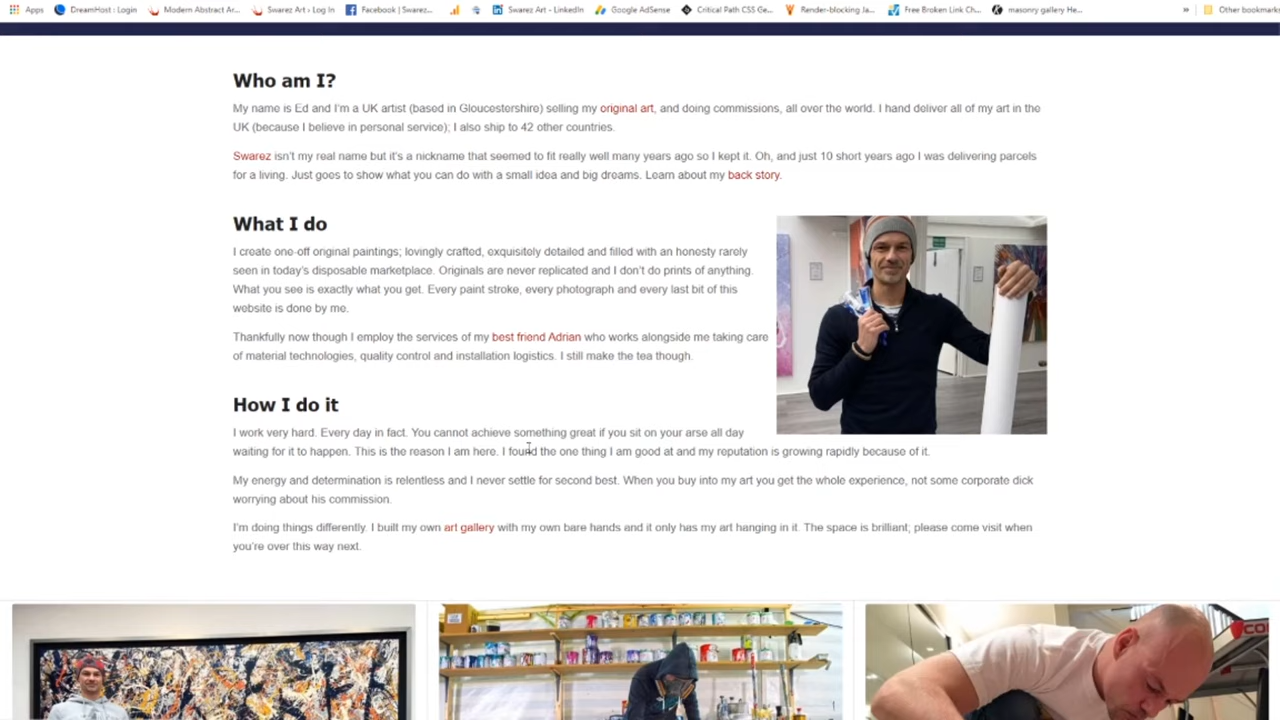 Apps DreamHost : Login Modern Abstract Ar... Swarez Art › Log In Facebook | Swarez... Swarez Art - LinkedIn Google AdSense Critical Path CSS Ge... Render-blocking Ja... Free Broken Link Ch... masonry gallery He... » Other bookmarks
Who am I?
My name is Ed and I'm a UK artist (based in Gloucestershire) selling my original art, and doing commissions, all over the world. I hand deliver all of my art in the
UK (because I believe in personal service); I also ship to 42 other countries.
Swarez isn't my real name but it's a nickname that seemed to fit really well many years ago so I kept it. Oh, and just 10 short years ago I was delivering parcels
for a living. Just goes to show what you can do with a small idea and big dreams. Learn about my back story.
What I do
I create one-off original paintings; lovingly crafted, exquisitely detailed and filled with an honesty rarely
seen in today's disposable marketplace. Originals are never replicated and I don't do prints of anything.
What you see is exactly what you get. Every paint stroke, every photograph and every last bit of this
website is done by me.
Thankfully now though I employ the services of my best friend Adrian who works alongside me taking care
of material technologies, quality control and installation logistics. I still make the tea though.
How I do it
I work very hard. Every day in fact. You cannot achieve something great if you sit on your arse all day
waiting for it to happen. This is the reason I am here. I found the one thing I am good at and my reputation is growing rapidly because of it.
My energy and determination is relentless and I never settle for second best. When you buy into my art you get the whole experience, not some corporate dick
worrying about his commission.
I'm doing things differently. I built my own art gallery with my own bare hands and it only has my art hanging in it. The space is brilliant; please come visit when
you're over this way next.